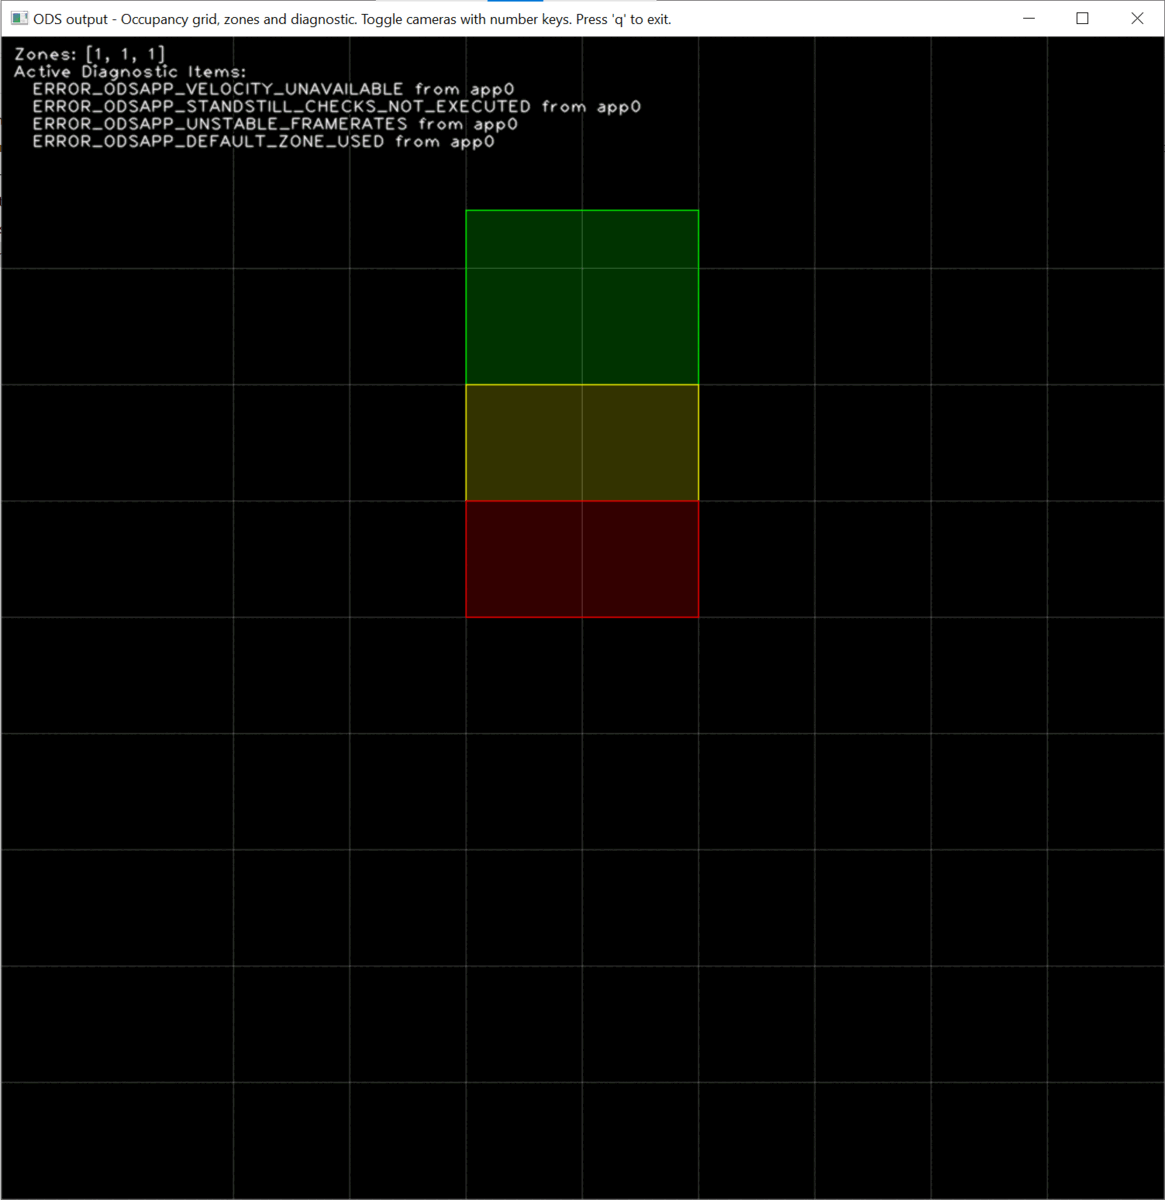 ODS output - Occupancy grid, zones and diagnostic. Toggle cameras with number keys. Press 'q' to exit.
Zones: [1, 1, 1]
Active Diagnostic Items:
ERROR_ODSAPP_VELOCITY_UNAVAILABLE from app0
ERROR_ODSAPP_STANDSTILL_CHECKS_NOT_EXECUTED from app0
ERROR_ODSAPP_UNSTABLE_FRAMERATES from app0
ERROR_ODSAPP_DEFAULT_ZONE_USED from app0